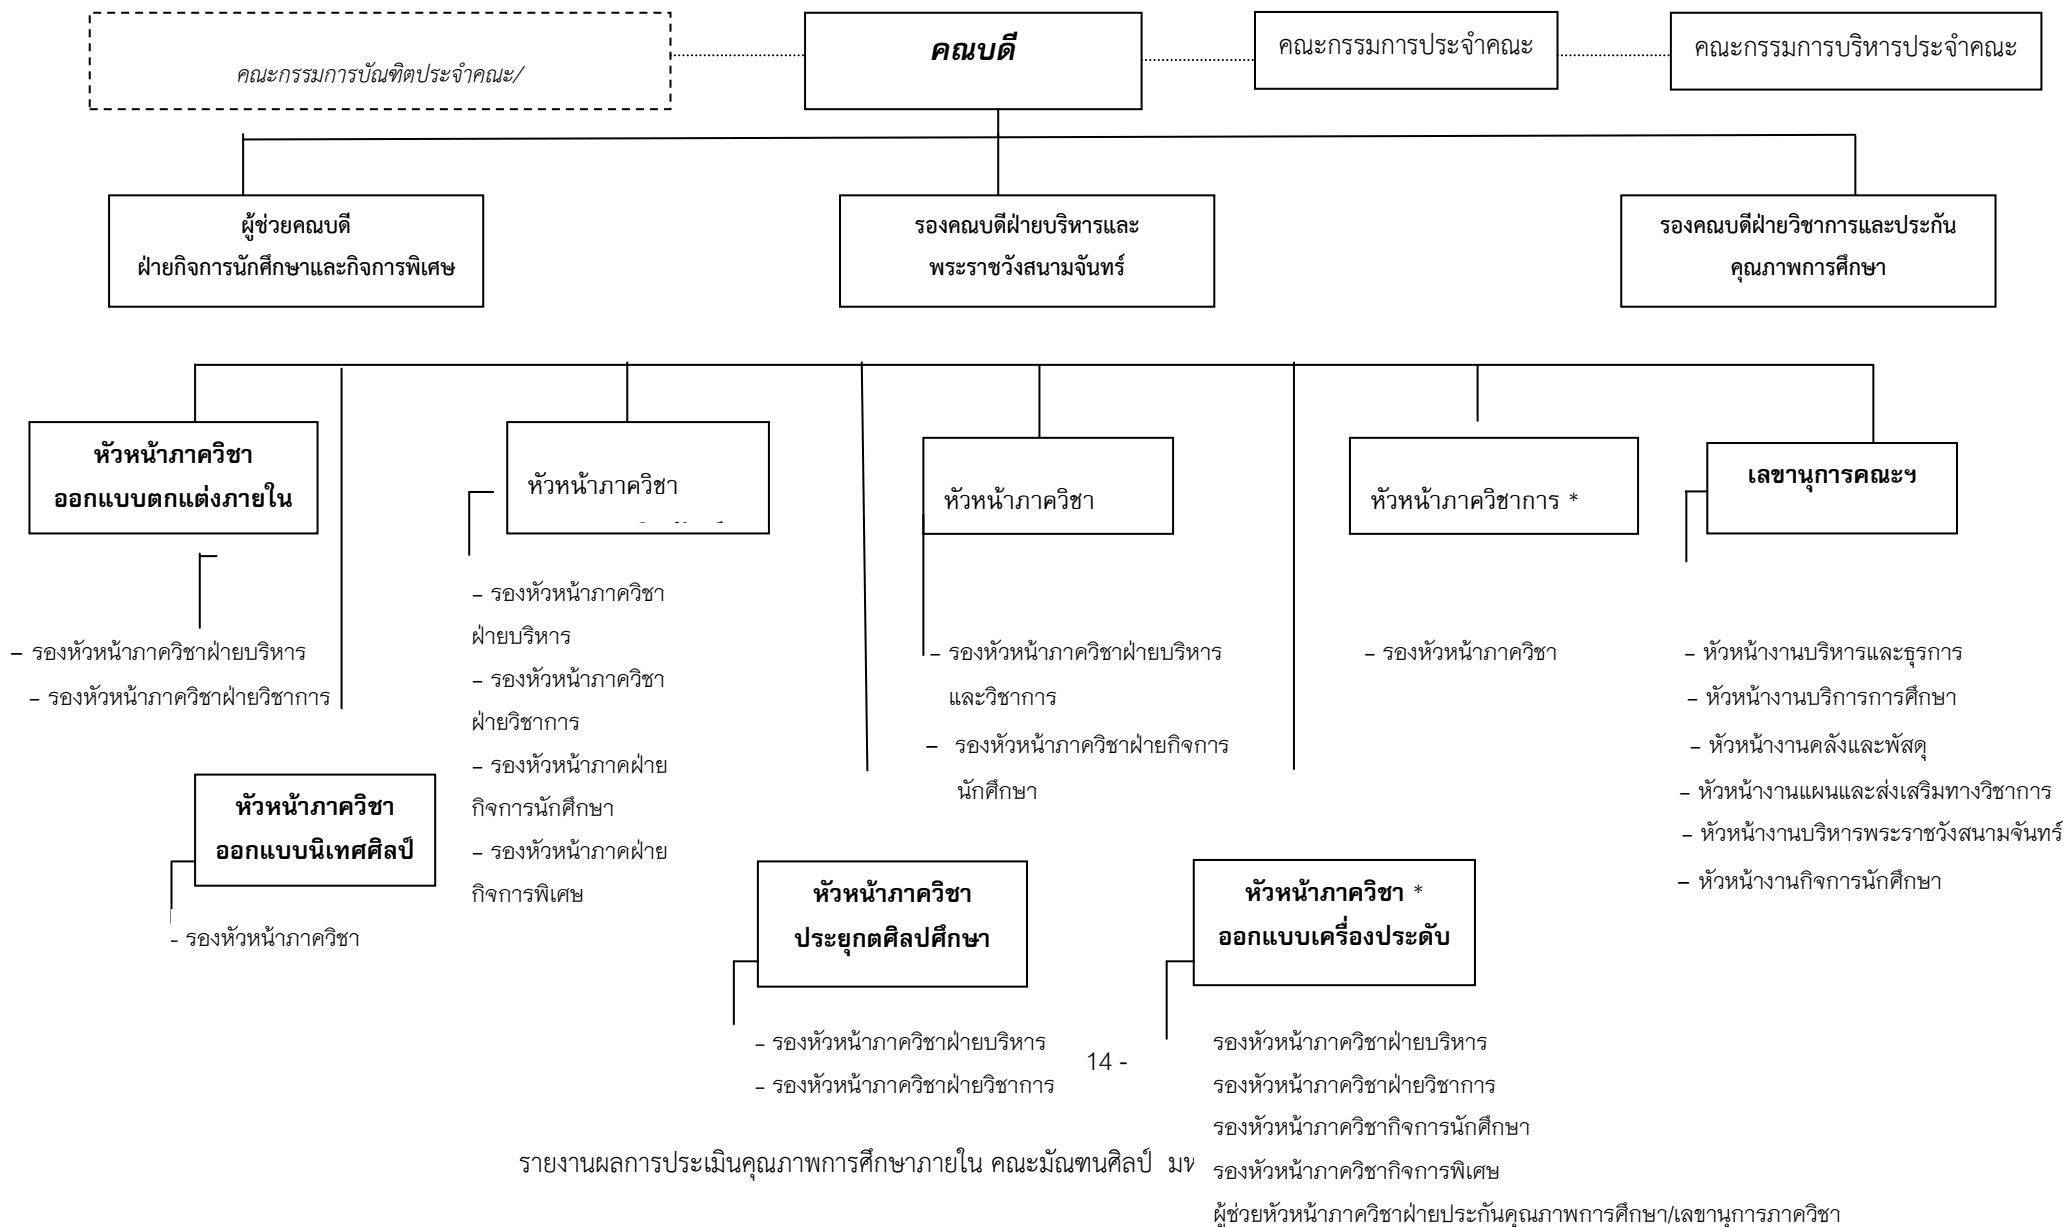 คณะกรรมการบัณฑิตประจำคณะ/
คณบดี
คณะกรรมการประจำคณะ
คณะกรรมการบริหารประจำคณะ
ผู้ช่วยคณบดี
ฝ่ายกิจการนักศึกษาและกิจการพิเศษ
รองคณบดีฝ่ายบริหารและ
พระราชวังสนามจันทร์
รองคณบดีฝ่ายวิชาการและประกัน
คุณภาพการศึกษา
หัวหน้าภาควิชา
ออกแบบตกแต่งภายใน
– รองหัวหน้าภาควิชาฝ่ายบริหาร
– รองหัวหน้าภาควิชาฝ่ายวิชาการ
หัวหน้าภาควิชา
– รองหัวหน้าภาควิชา
ฝ่ายบริหาร
– รองหัวหน้าภาควิชา
ฝ่ายวิชาการ
– รองหัวหน้าภาคฝ่าย
กิจการนักศึกษา
– รองหัวหน้าภาคฝ่าย
กิจการพิเศษ
หัวหน้าภาควิชา
– รองหัวหน้าภาควิชาฝ่ายบริหาร
และวิชาการ
– รองหัวหน้าภาควิชาฝ่ายกิจการ
นักศึกษา
หัวหน้าภาควิชาการ *
– รองหัวหน้าภาควิชา
เลขานุการคณะฯ
– หัวหน้างานบริหารและธุรการ
– หัวหน้างานบริการการศึกษา
– หัวหน้างานคลังและพัสดุ
– หัวหน้างานแผนและส่งเสริมทางวิชาการ
– หัวหน้างานบริหารพระราชวังสนามจันทร์
– หัวหน้างานกิจการนักศึกษา
หัวหน้าภาควิชา
ออกแบบนิเทศศิลป์
- รองหัวหน้าภาควิชา
หัวหน้าภาควิชา
ประยุกตศิลปศึกษา
– รองหัวหน้าภาควิชาฝ่ายบริหาร
– รองหัวหน้าภาควิชาฝ่ายวิชาการ
หัวหน้าภาควิชา *
ออกแบบเครื่องประดับ
รองหัวหน้าภาควิชาฝ่ายบริหาร
รองหัวหน้าภาควิชาฝ่ายวิชาการ
รองหัวหน้าภาควิชากิจการนักศึกษา
รองหัวหน้าภาควิชากิจการพิเศษ
ผู้ช่วยหัวหน้าภาควิชาฝ่ายประกันคุณภาพการศึกษา/เลขานุการภาควิชา
14 -
รายงานผลการประเมินคุณภาพการศึกษาภายใน คณะมัณฑนศิลป์